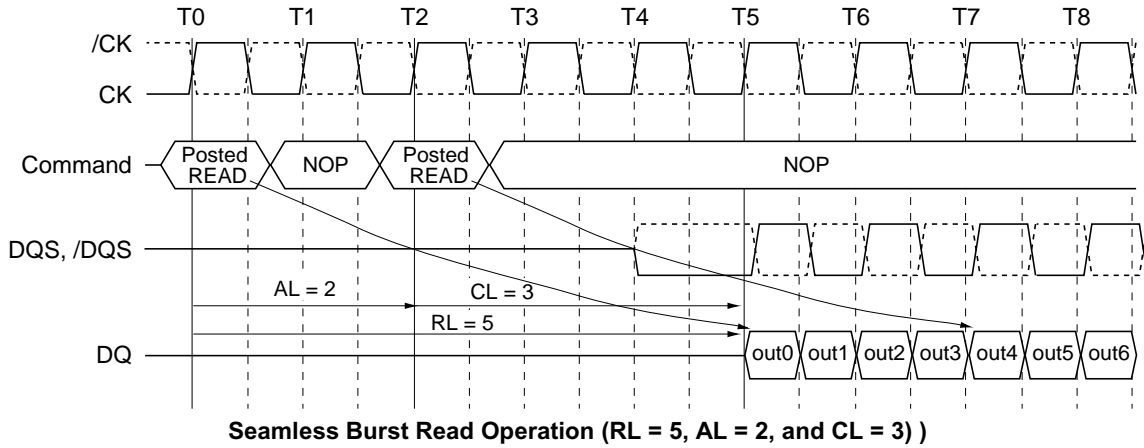 T0 T1 T2 T3 T4 T5 T6 T7 T8
/CK
CK
Command
Posted
READ
NOP
Posted
READ
NOP
DQS, /DQS
AL = 2
CL = 3
RL = 5
DQ
out0 out1 out2 out3 out4 out5 out6
Seamless Burst Read Operation (RL = 5, AL = 2, and CL = 3) )